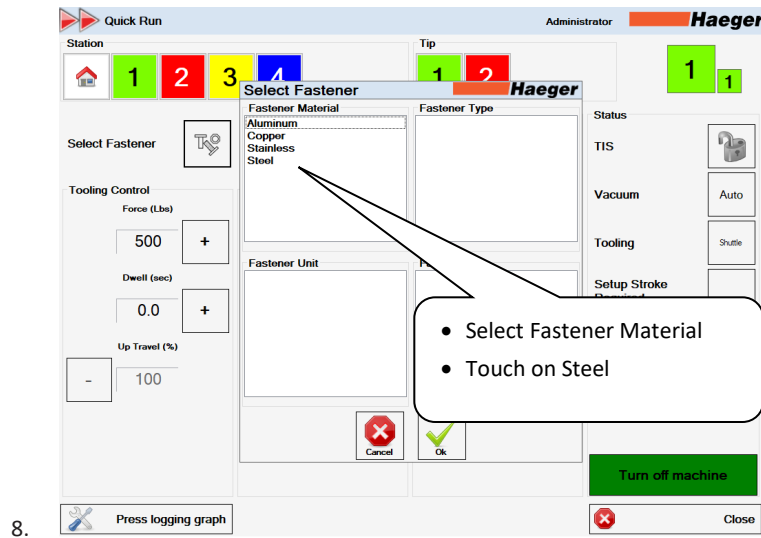 Quick Run
Administrator
Haeger
Station
Tip
1
2
3
4
1
2
1
1
Select Fastener
Haeger
Fastener Material
Fastener Type
Aluminum
Copper
Stainless
Steel
Select Fastener
Status
TIS
Tooling Control
Force (Lbs)
500
+
Vacuum
Auto
Tooling
Shuttle
Dwell (sec)
0.0
+
Fastener Unit
Setup Stroke
Up Travel (%)
-
100
• Select Fastener Material
• Touch on Steel
Cancel
Ok
Turn off machine
8.
Press logging graph
Close